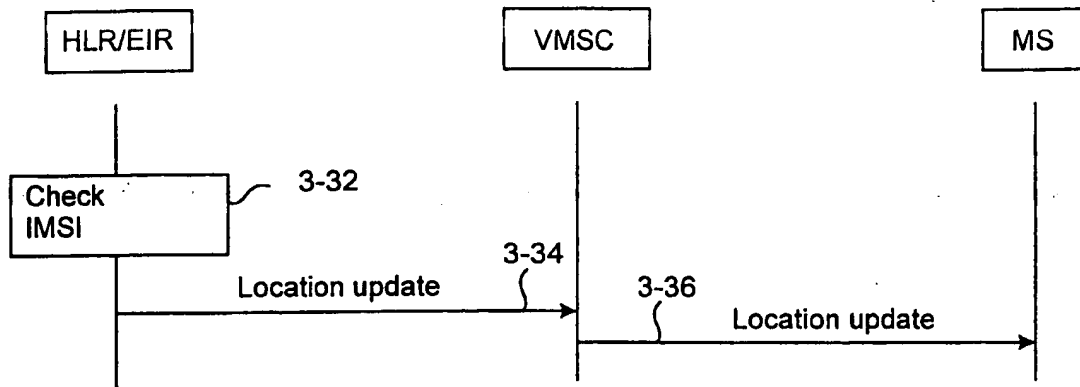 HLR/EIR
VMSC
MS
Check
IMSI
3-32
3-34
Location update
3-36
Location update